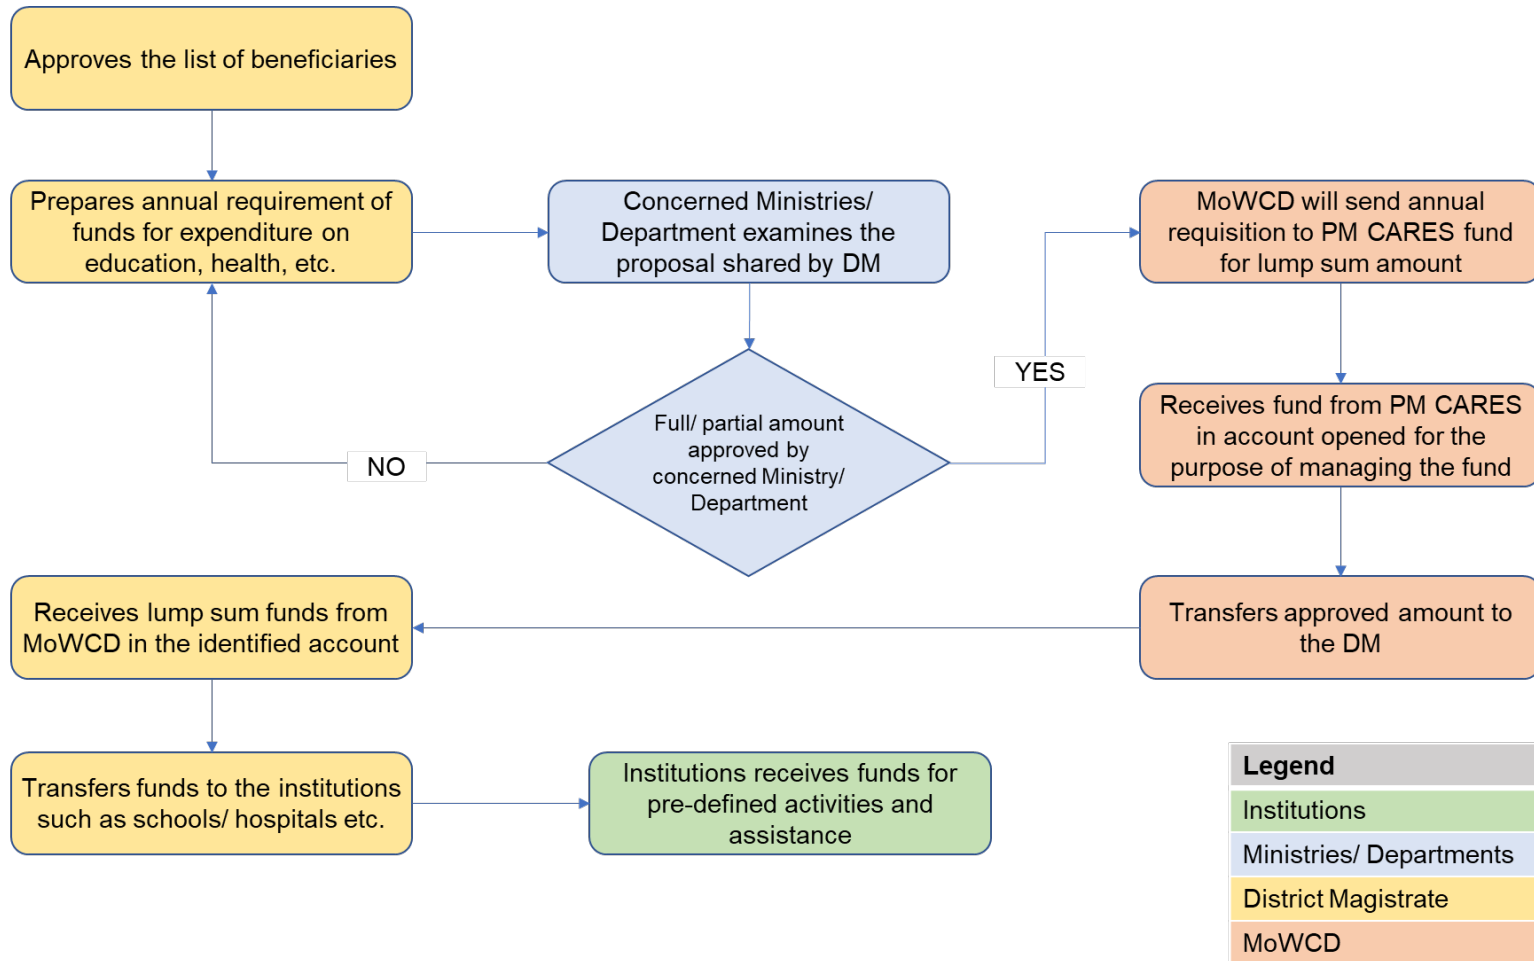 Approves the list of beneficiaries
Prepares annual requirement of
funds for expenditure on
education, health, etc.
Concerned Ministries/
Department examines the
proposal shared by DM
MoWCD will send annual
requisition to PM CARES fund
for lump sum amount
YES
Full/ partial amount
approved by
concerned Ministry/
Department
NO
Receives fund from PM CARES
in account opened for the
purpose of managing the fund
Receives lump sum funds from
MoWCD in the identified account
Transfers approved amount to
the DM
Transfers funds to the institutions
such as schools/ hospitals etc.
Institutions receives funds for
pre-defined activities and
assistance
Legend
Institutions
Ministries/ Departments
District Magistrate
MoWCD